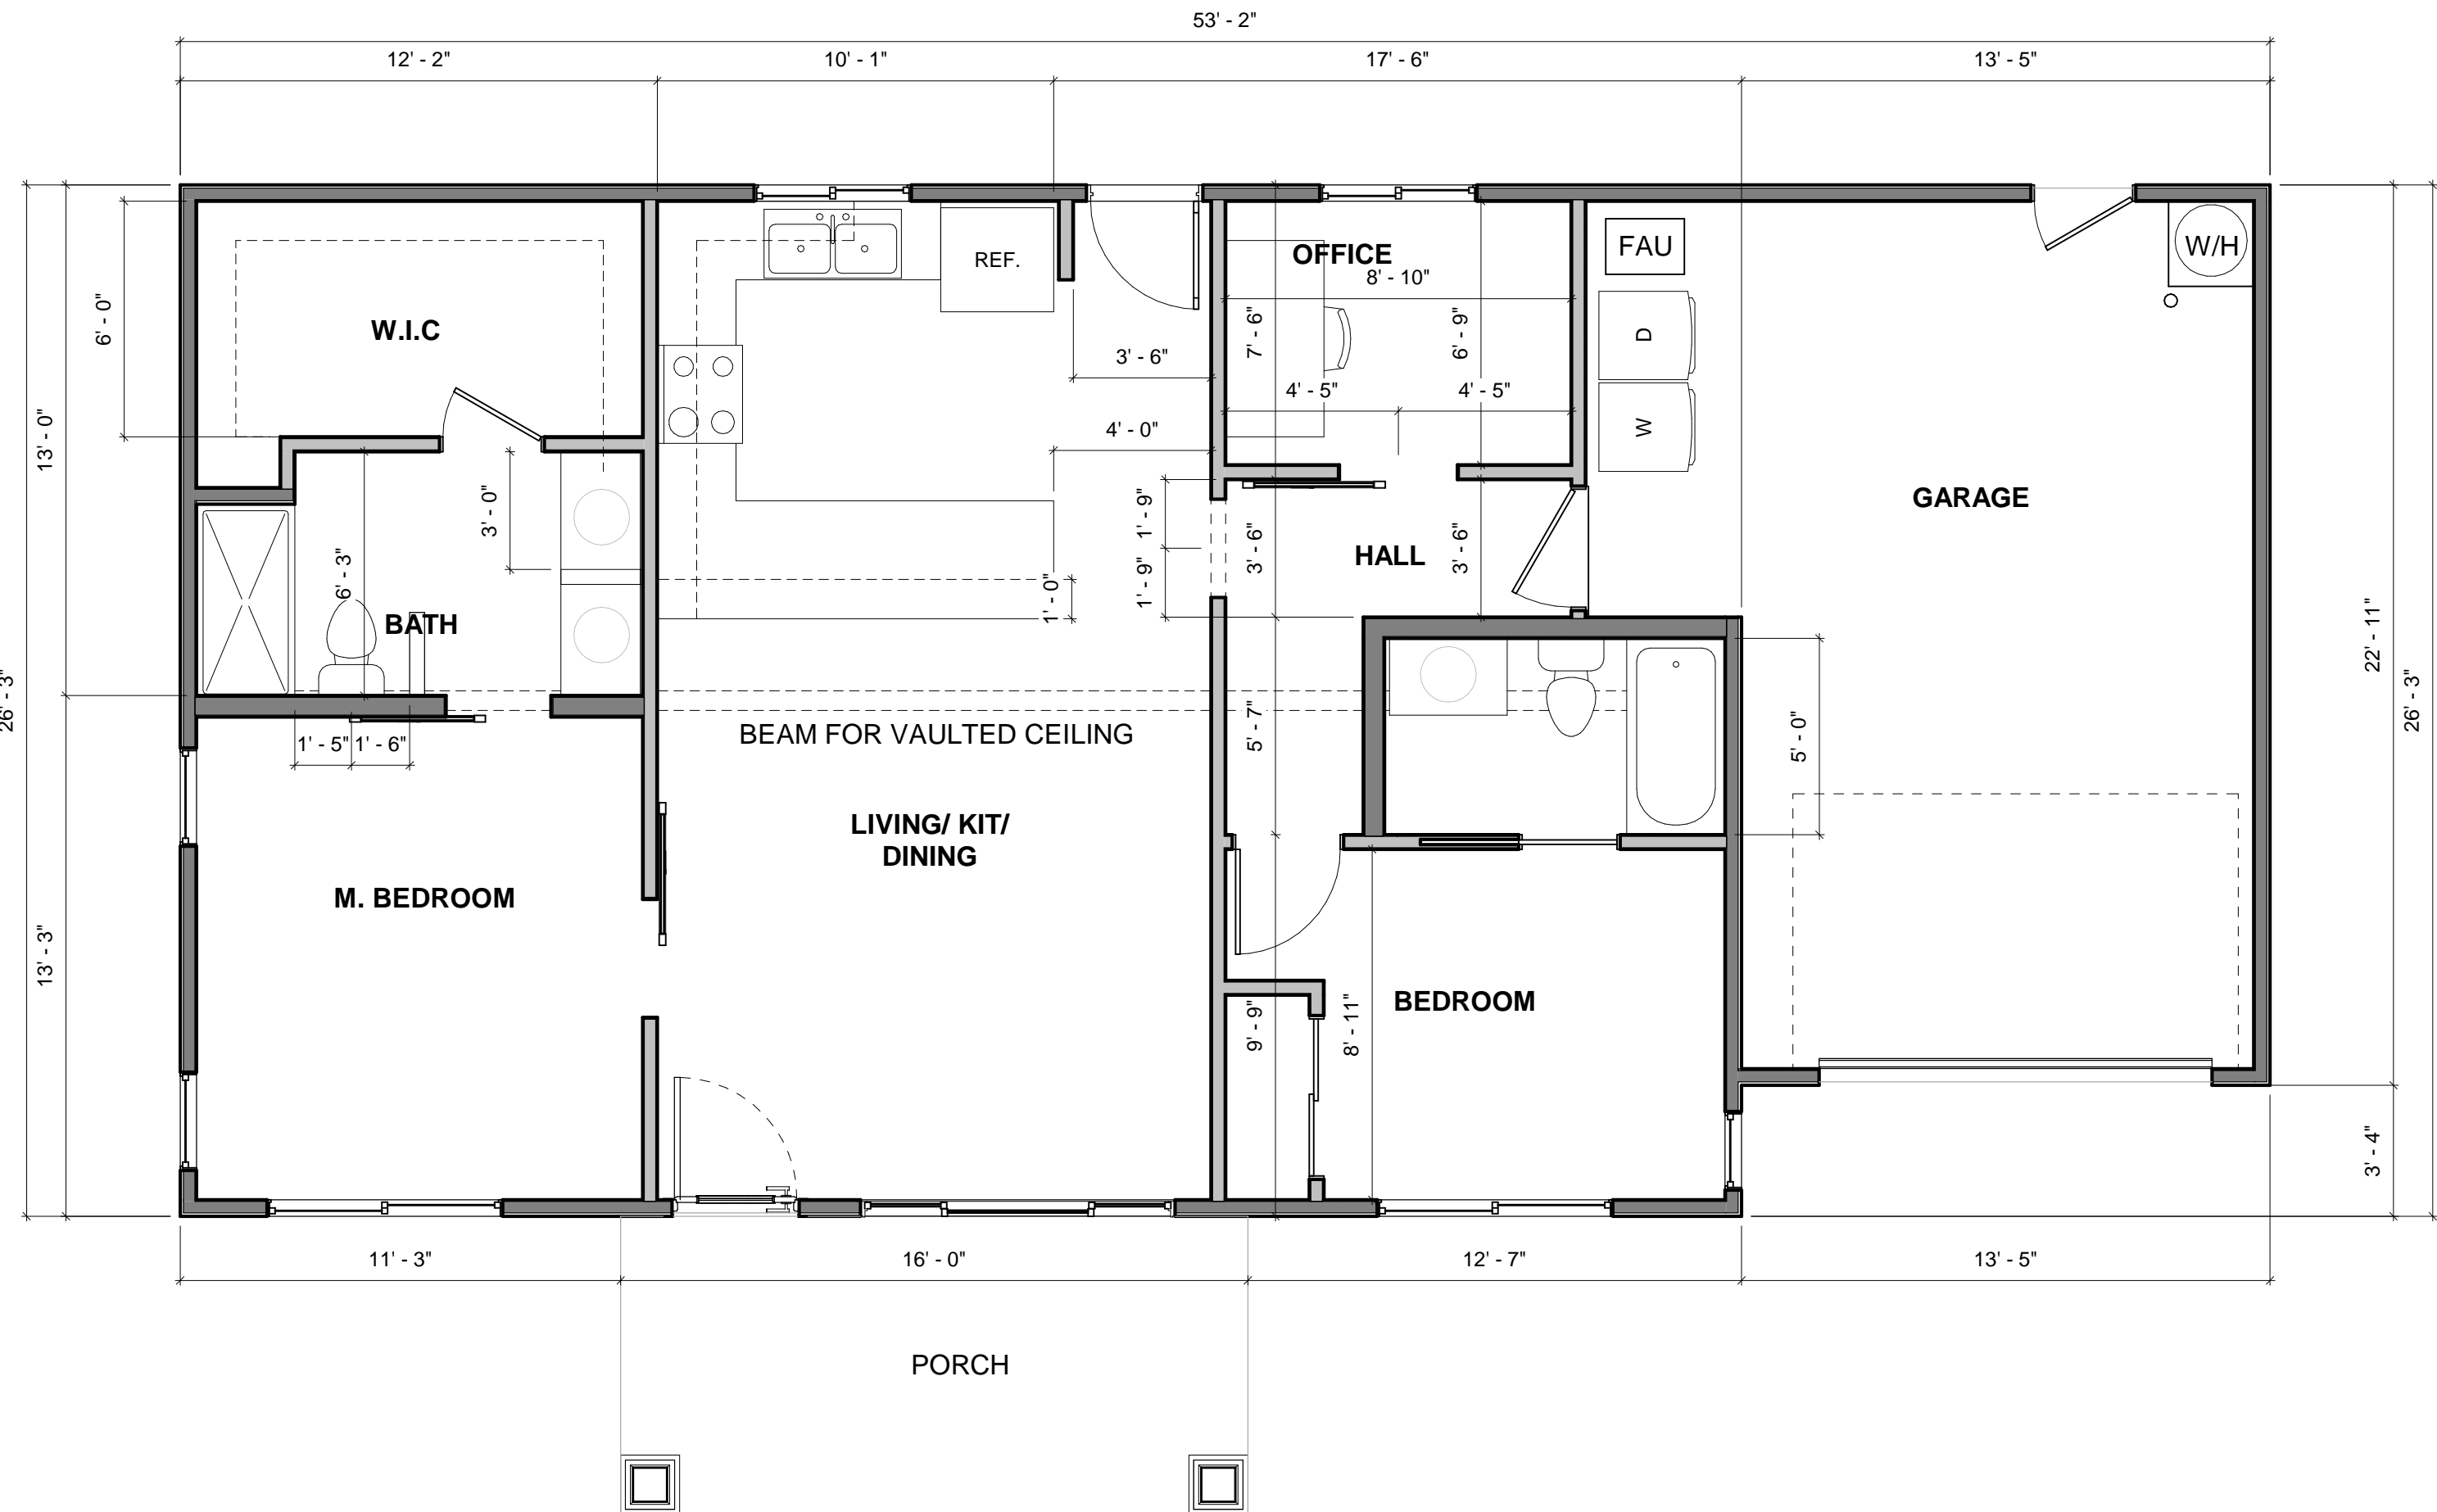 53' - 2"
12' - 2"
10' - 1"
17' - 6"
13' - 5"
OFFICE
FAU
W/H
REF.
8' - 10"
6' - 0"
W.I.C
7' - 6"
6' - 9"
D
3' - 6"
4' - 5"
4' - 5"
13' - 0"
4' - 0"
W
GARAGE
3' - 0"
1' - 9"
3' - 6"
HALL
3' - 6"
6' - 3"
1' - 9"
1' - 0"
BATH
22' - 11"
26' - 3"
26' - 3"
1' - 5"
1' - 6"
BEAM FOR VAULTED CEILING
5' - 7"
5' - 0"
LIVING/ KIT/
DINING
M. BEDROOM
13' - 3"
BEDROOM
9' - 9"
8' - 11"
3' - 4"
11' - 3"
16' - 0"
12' - 7"
13' - 5"
PORCH